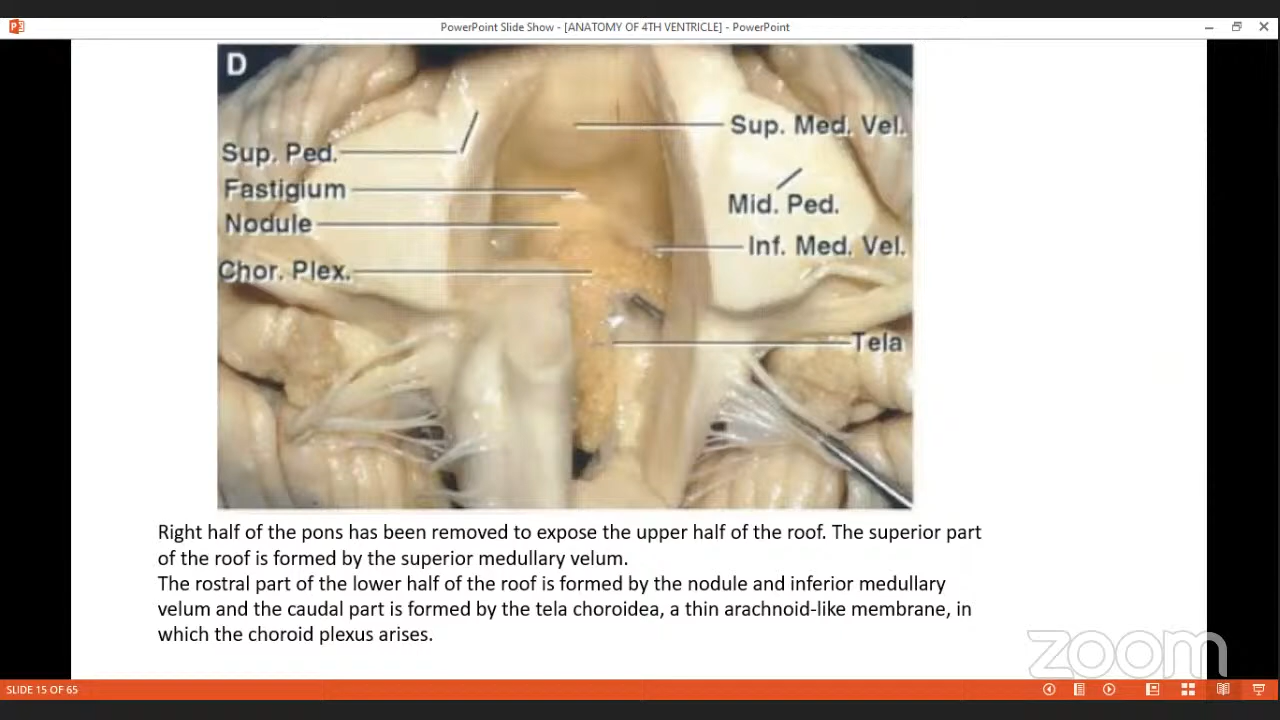 PowerPoint Slide Show - [ANATOMY OF 4TH VENTRICLE] - PowerPoint
D
Sup. Med. Vel.
Sup. Ped.
Fastigium
Mid. Ped.
Nodule
Inf. Med. Vel.
Chor. Plex.
Tela
Right half of the pons has been removed to expose the upper half of the roof. The superior part
of the roof is formed by the superior medullary velum.
The rostral part of the lower half of the roof is formed by the nodule and inferior medullary
velum and the caudal part is formed by the tela choroidea, a thin arachnoid-like membrane, in
which the choroid plexus arises.
zoom
SLIDE 15 OF 65